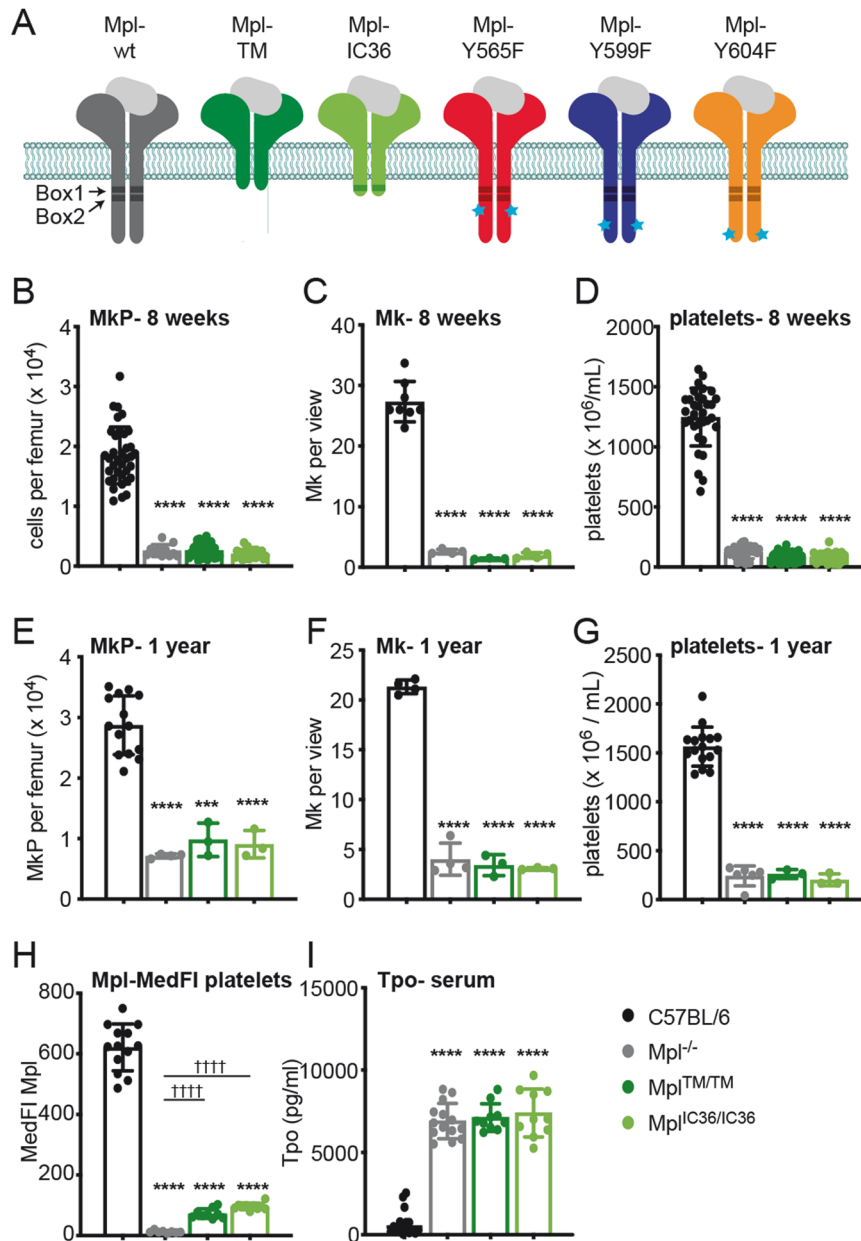 A
Mpl-
wt
Mpl-
TM
Mpl-
IC36
Mpl-
Y565F
Mpl-
Y599F
Mpl-
Y604F
Box1
Box2
B
MkP- 8 weeks
cells per femur (x 10⁴)
4
3
2
1
0
**** **** ****
C
Mk- 8 weeks
Mk per view
40
30
20
10
0
**** **** ****
D
platelets- 8 weeks
platelets (x 10⁶/mL)
2000
1500
1000
500
0
**** **** ****
E
MkP- 1 year
MkP per femur (x 10⁴)
4
3
2
1
0
**** *** ****
F
Mk- 1 year
Mk per view
25
20
15
10
5
0
**** **** ****
G
platelets- 1 year
platelets (x 10⁶ / mL)
2500
2000
1500
1000
500
0
**** **** ****
H
Mpl-MedFI platelets
MedFI Mpl
800
600
400
200
0
††††
††††
**** **** ****
I
Tpo- serum
Tpo (pg/ml)
15000
10000
5000
0
**** **** ****
C57BL/6
Mpl⁻/⁻
Mplᵀᴹ/ᵀᴹ
Mpl^IC36/IC36